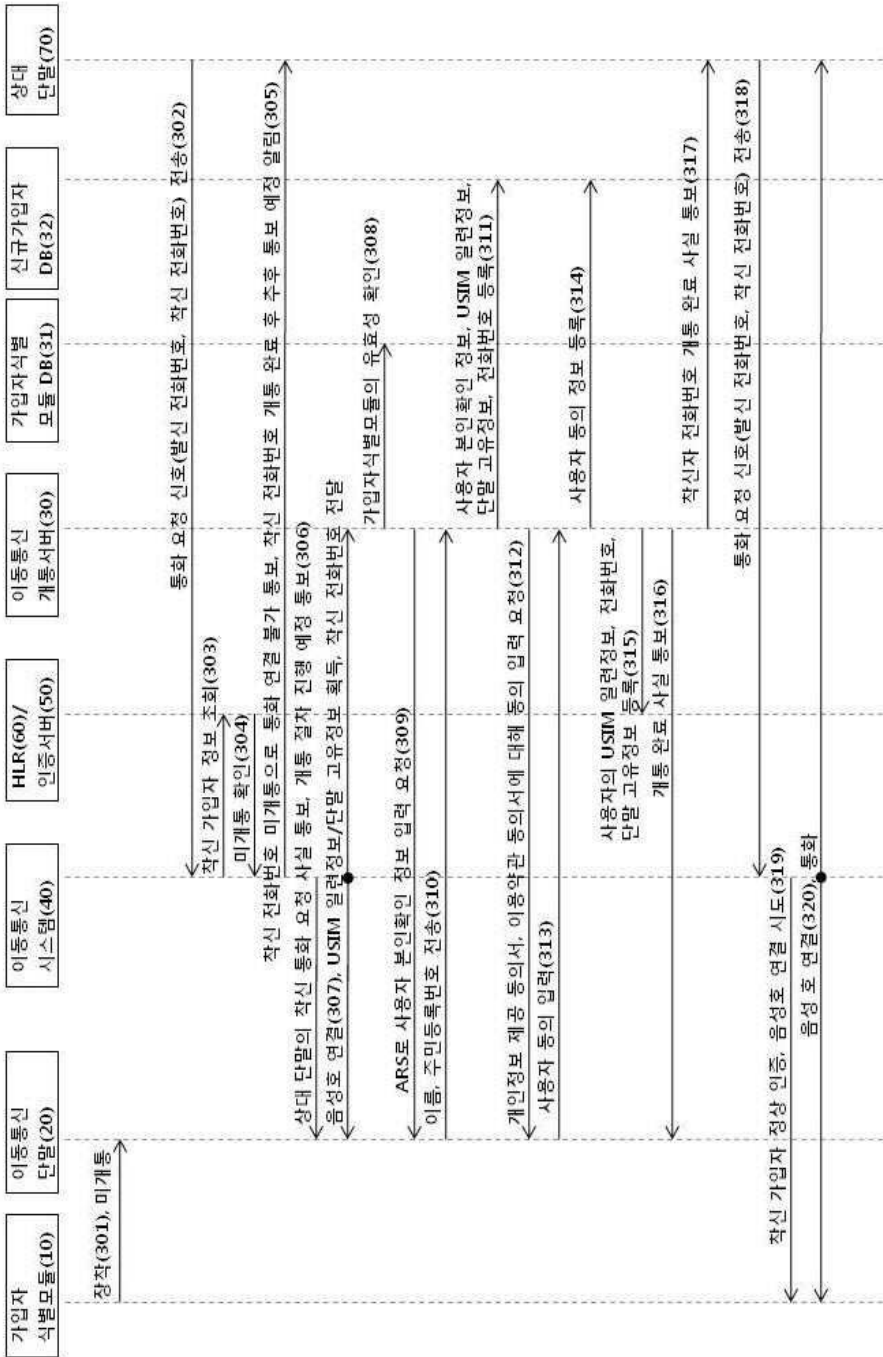 가입자
식별모듈(10)
이동통신
단말(20)
이동통신
시스템(40)
HLR(60)/
인증서버(50)
이동통신
개통서버(30)
가입자식별
모듈 DB(31)
신규가입자
DB(32)
상대
단말(70)
장착(301), 미개통
통화 요청 신호(발신 전화번호, 착신 전화번호) 전송(302)
착신 가입자 정보 조회(303)
미개통 확인(304)
착신 전화번호 미개통으로 통화 연결 불가 통보, 착신 전화번호 개통 완료 후 추후 통보 예정 알림(305)
상대 단말의 착신 통화 요청 사실 통보, 개통 절차 진행 예정 통보(306)
음성호 연결(307), USIM 일련정보/단말 고유정보 획득, 착신 전화번호 전달
가입자식별모듈의 유효성 확인(308)
ARS로 사용자 본인확인 정보 입력 요청(309)
이름, 주민등록번호 전송(310)
사용자 본인확인 정보, USIM 일련정보,
단말 고유정보, 전화번호 등록(311)
개인정보 제공 동의서, 이용약관 동의서에 대해 동의 입력 요청(312)
사용자 동의 입력(313)
사용자 동의 정보 등록(314)
사용자의 USIM 일련정보, 전화번호,
단말 고유정보 등록(315)
개통 완료 사실 통보(316)
착신자 전화번호 개통 완료 사실 통보(317)
통화 요청 신호(발신 전화번호, 착신 전화번호) 전송(318)
착신 가입자 정상 인증, 음성호 연결 시도(319)
음성 호 연결(320), 통화